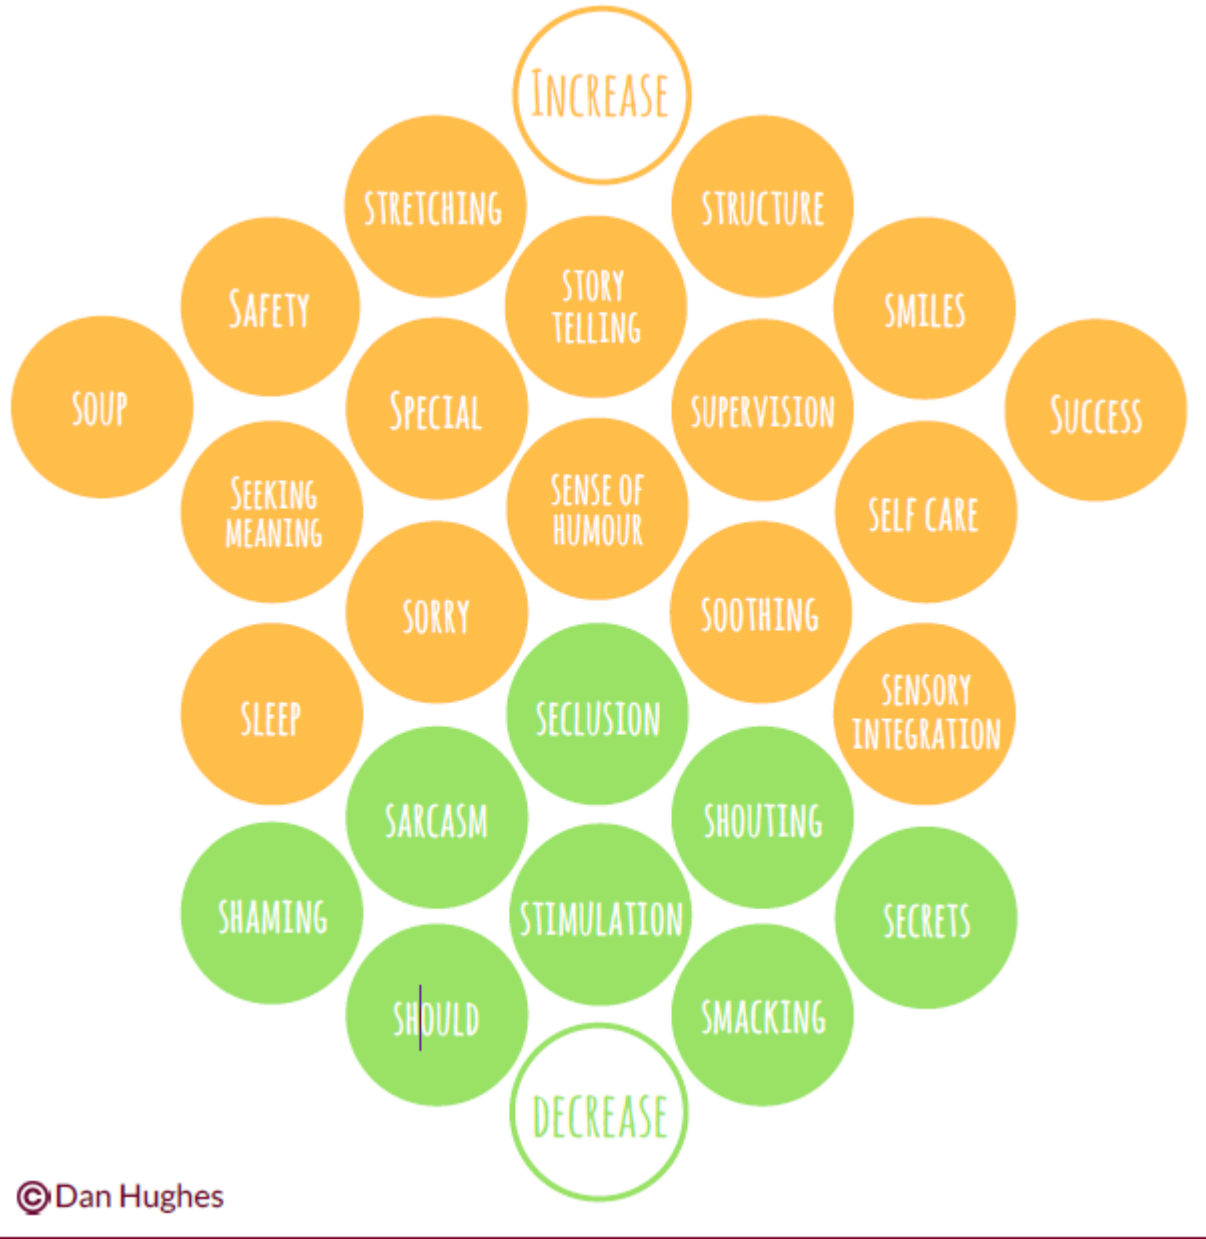 Increase
stretching
structure
Safety
story
telling
smiles
soup
Special
supervision
Success
Seeking
meaning
sense of
humour
self care
sorry
soothing
sleep
seclusion
sensory
integration
sarcasm
shouting
shaming
stimulation
secrets
should
smacking
decrease
©Dan Hughes